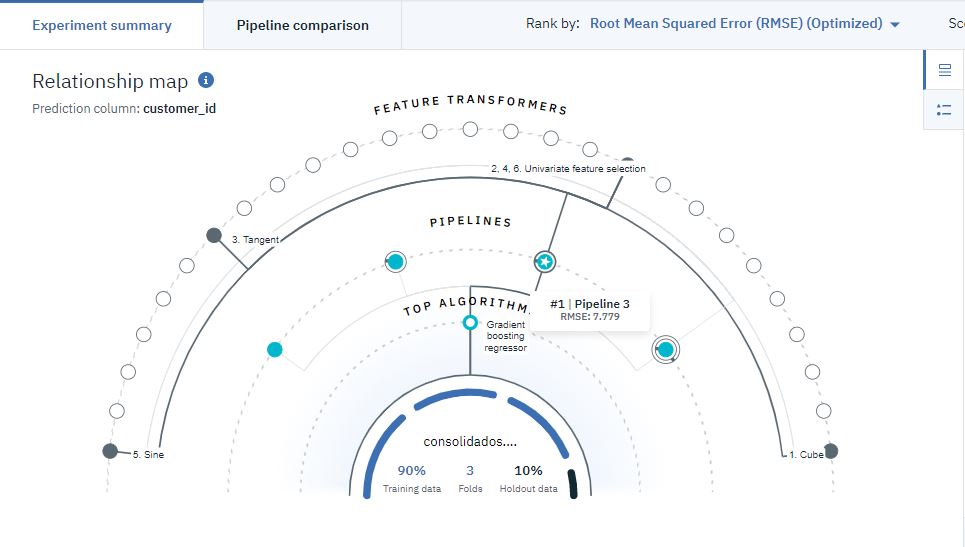 Experiment summary
Pipeline comparison
Rank by: Root Mean Squared Error (RMSE) (Optimized)
Sc
Relationship map
Prediction column: customer_id
FEATURE TRANSFORMERS
2, 4, 6. Univariate feature selection
3. Tangent
PIPELINES
TOP ALGORITHM
#1 | Pipeline 3
RMSE: 7.779
Gradient
boosting
regressor
5. Sine
1. Cube
consolidados....
90% 3 10%
Training data Folds Holdout data